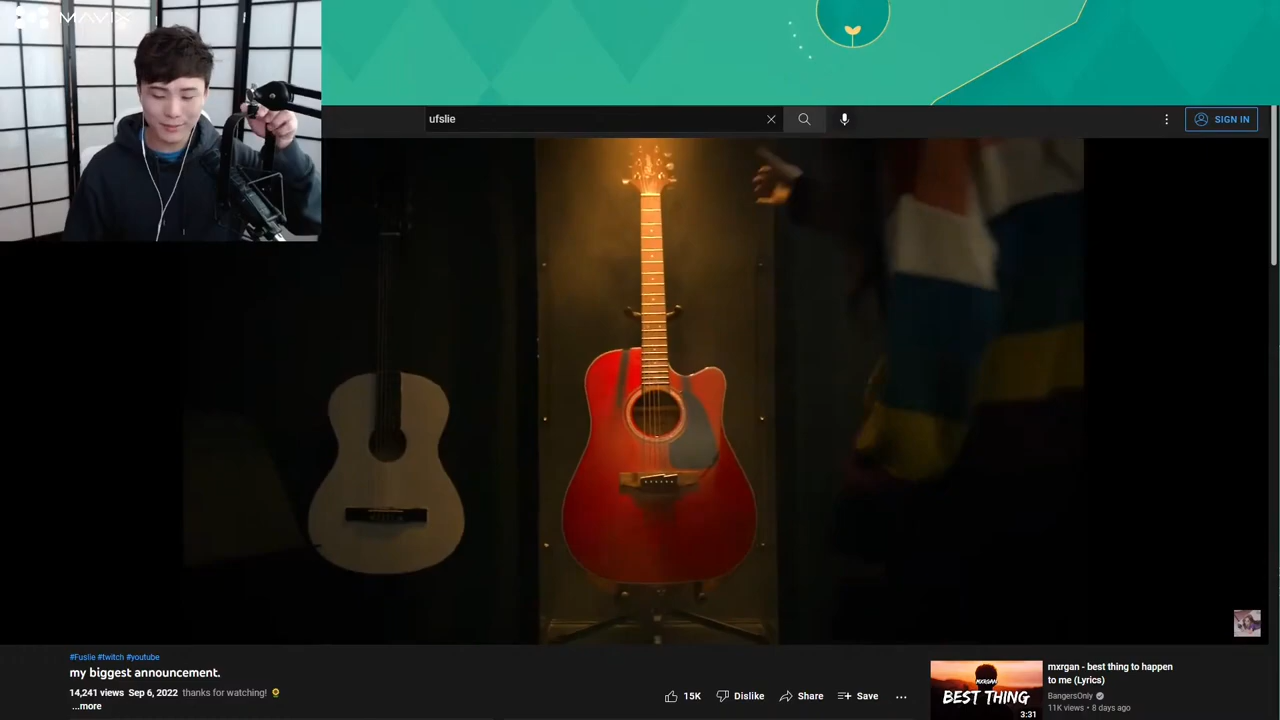 MAVIX
ufslie
SIGN IN
#Fuslie #twitch #youtube
my biggest announcement.
14,241 views Sep 6, 2022 thanks for watching!
...more
15K
Dislike
Share
Save
MXRGAN
BEST THING
3:31
mxrgan - best thing to happen
to me (Lyrics)
BangersOnly
11K views • 8 days ago